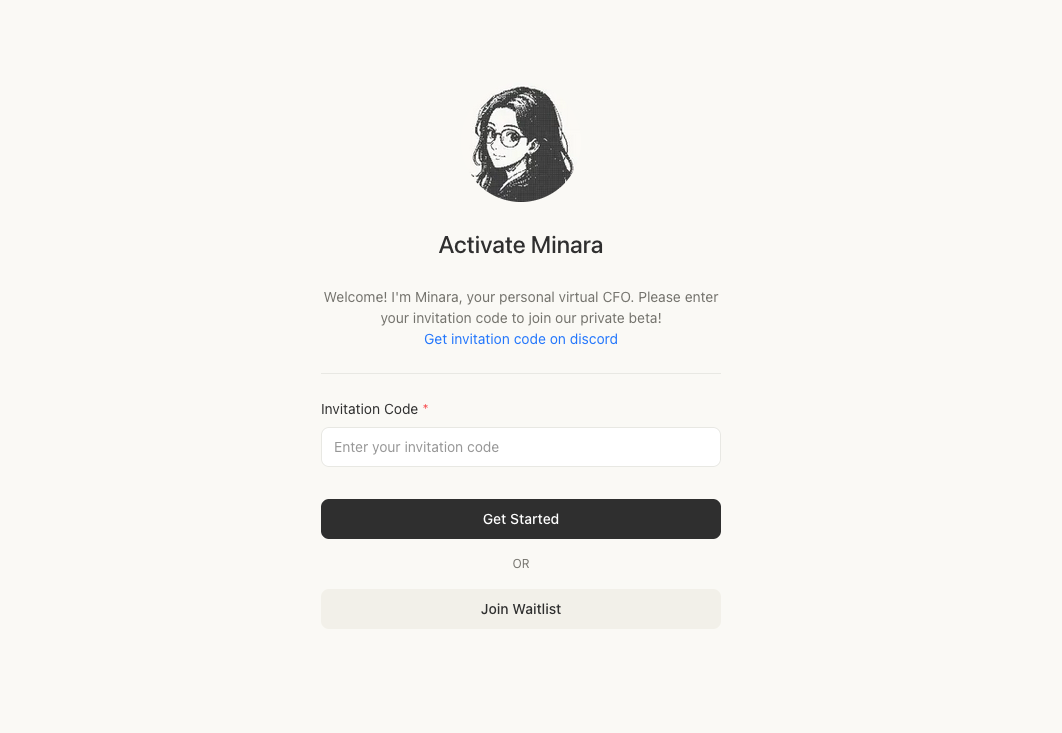 Activate Minara
Welcome! I'm Minara, your personal virtual CFO. Please enter
your invitation code to join our private beta!
Get invitation code on discord
Invitation Code *
Enter your invitation code
Get Started
OR
Join Waitlist